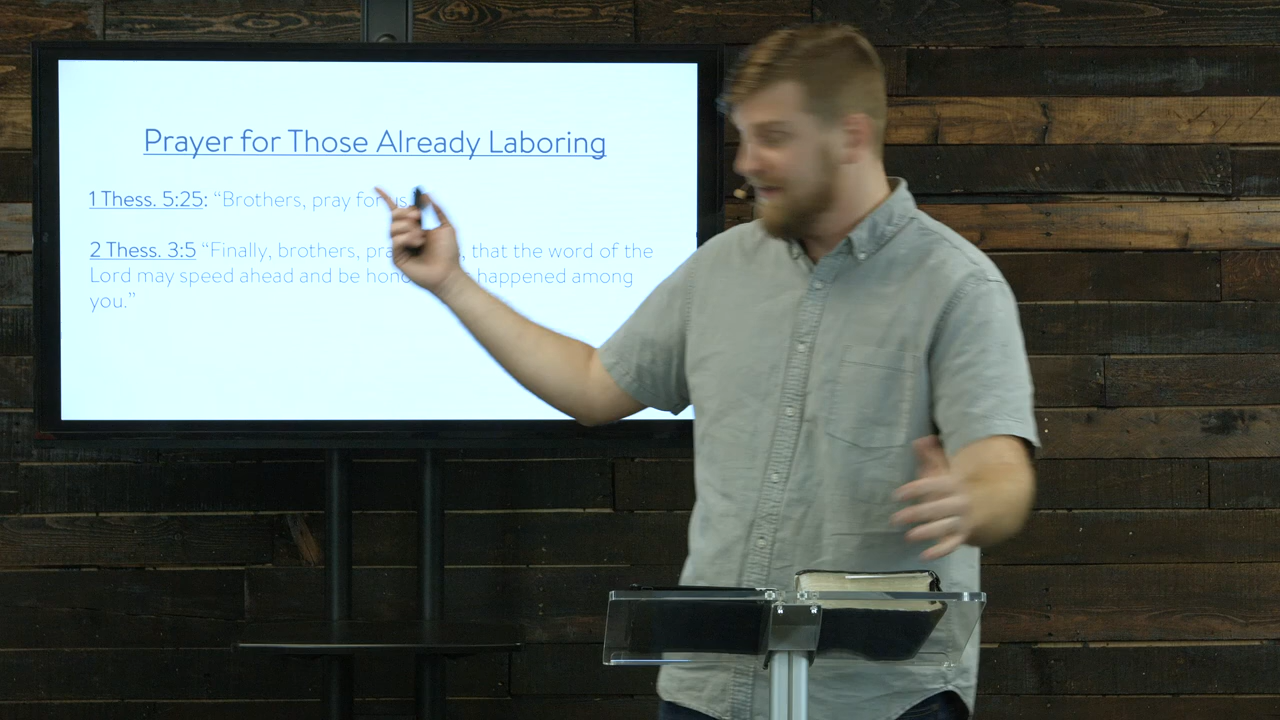 Prayer for Those Already Laboring
1 Thess. 5:25: “Brothers, pray for us
2 Thess. 3:5 “Finally, brothers, , that the word of the
Lord may speed ahead and be happened among
you.”